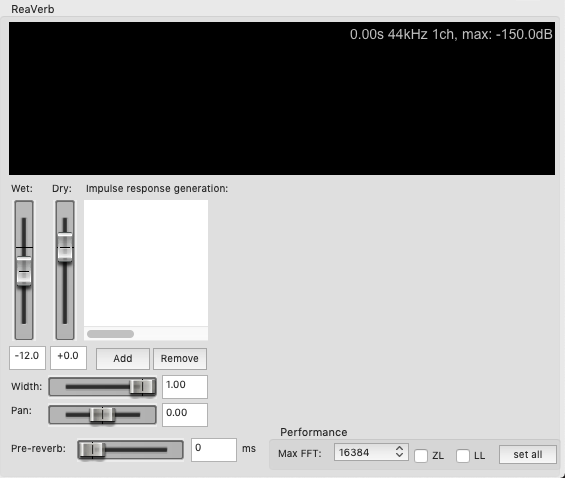 ReaVerb
0.00s 44kHz 1ch, max: -150.0dB
Wet: Dry: Impulse response generation:
-12.0 +0.0 Add Remove
Width: 1.00
Pan: 0.00
Pre-reverb: 0 ms
Performance
Max FFT: 16384 ZL LL set all